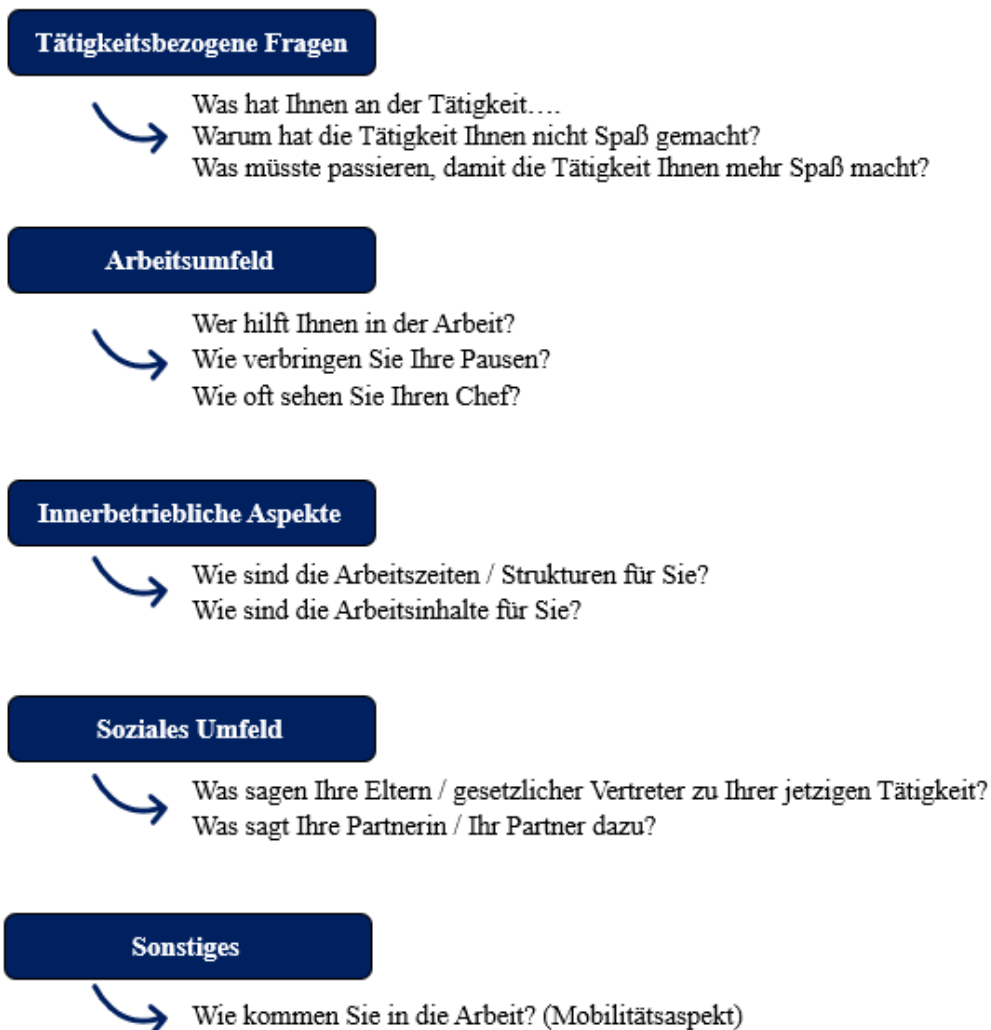 Tätigkeitsbezogene Fragen
Was hat Ihnen an der Tätigkeit….
Warum hat die Tätigkeit Ihnen nicht Spaß gemacht?
Was müsste passieren, damit die Tätigkeit Ihnen mehr Spaß macht?
Arbeitsumfeld
Wer hilft Ihnen in der Arbeit?
Wie verbringen Sie Ihre Pausen?
Wie oft sehen Sie Ihren Chef?
Innerbetriebliche Aspekte
Wie sind die Arbeitszeiten / Strukturen für Sie?
Wie sind die Arbeitsinhalte für Sie?
Soziales Umfeld
Was sagen Ihre Eltern / gesetzlicher Vertreter zu Ihrer jetzigen Tätigkeit?
Was sagt Ihre Partnerin / Ihr Partner dazu?
Sonstiges
Wie kommen Sie in die Arbeit? (Mobilitätsaspekt)